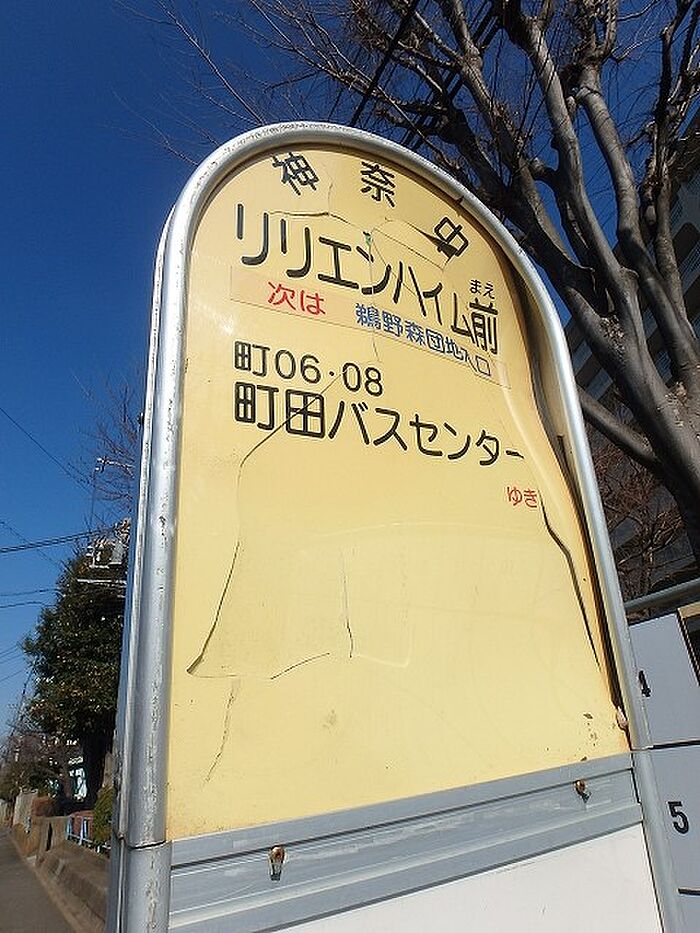 神奈中
リリエンハイム前
まえ
次は 鵜野森団地入口
町06・08
町田バスセンター
ゆき
4
5